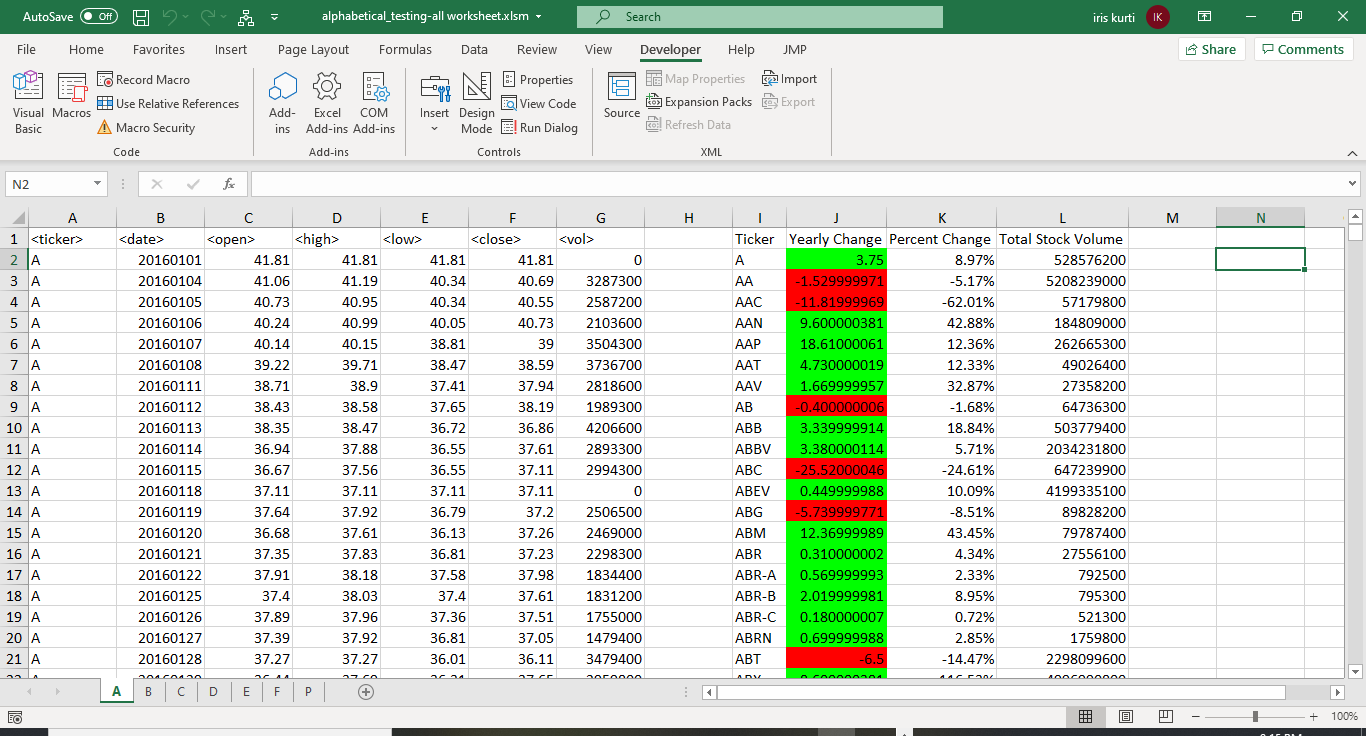 AutoSave Off alphabetical_testing-all worksheet.xlsm Search iris kurti IK
File Home Favorites Insert Page Layout Formulas Data Review View Developer Help JMP Share Comments
Visual Basic Macros Record Macro Use Relative References Macro Security Add-ins Excel Add-ins COM Add-ins Insert Design Mode Properties View Code Run Dialog Source Map Properties Expansion Packs Refresh Data Import Export
Code Add-ins Controls XML
N2 fx
A B C D E F G H I J K L M N
1 <ticker> <date> <open> <high> <low> <close> <vol> Ticker Yearly Change Percent Change Total Stock Volume
2 A 20160101 41.81 41.81 41.81 41.81 0 A 3.75 8.97% 528576200
3 A 20160104 41.06 41.19 40.34 40.69 3287300 AA -1.529999971 -5.17% 5208239000
4 A 20160105 40.73 40.95 40.34 40.55 2587200 AAC -11.81999969 -62.01% 57179800
5 A 20160106 40.24 40.99 40.05 40.73 2103600 AAN 9.600000381 42.88% 184809000
6 A 20160107 40.14 40.15 38.81 39 3504300 AAP 18.61000061 12.36% 262665300
7 A 20160108 39.22 39.71 38.47 38.59 3736700 AAT 4.730000019 12.33% 49026400
8 A 20160111 38.71 38.9 37.41 37.94 2818600 AAV 1.669999957 32.87% 27358200
9 A 20160112 38.43 38.58 37.65 38.19 1989300 AB -0.400000006 -1.68% 64736300
10 A 20160113 38.35 38.47 36.72 36.86 4206600 ABB 3.339999914 18.84% 503779400
11 A 20160114 36.94 37.88 36.55 37.61 2893300 ABBV 3.380000114 5.71% 2034231800
12 A 20160115 36.67 37.56 36.55 37.11 2994300 ABC -25.52000046 -24.61% 647239900
13 A 20160118 37.11 37.11 37.11 37.11 0 ABEV 0.449999988 10.09% 4199335100
14 A 20160119 37.64 37.92 36.79 37.2 2506500 ABG -5.739999771 -8.51% 89828200
15 A 20160120 36.68 37.61 36.13 37.26 2469000 ABM 12.36999989 43.45% 79787400
16 A 20160121 37.35 37.83 36.81 37.23 2298300 ABR 0.310000002 4.34% 27556100
17 A 20160122 37.91 38.18 37.58 37.98 1834400 ABR-A 0.569999993 2.33% 792500
18 A 20160125 37.4 38.03 37.4 37.61 1831200 ABR-B 2.019999981 8.95% 795300
19 A 20160126 37.89 37.96 37.36 37.51 1755000 ABR-C 0.180000007 0.72% 521300
20 A 20160127 37.39 37.92 36.81 37.05 1479400 ABRN 0.699999988 2.85% 1759800
21 A 20160128 37.27 37.27 36.01 36.11 3479400 ABT -6.5 -14.47% 2298099600
A B C D E F P
100%